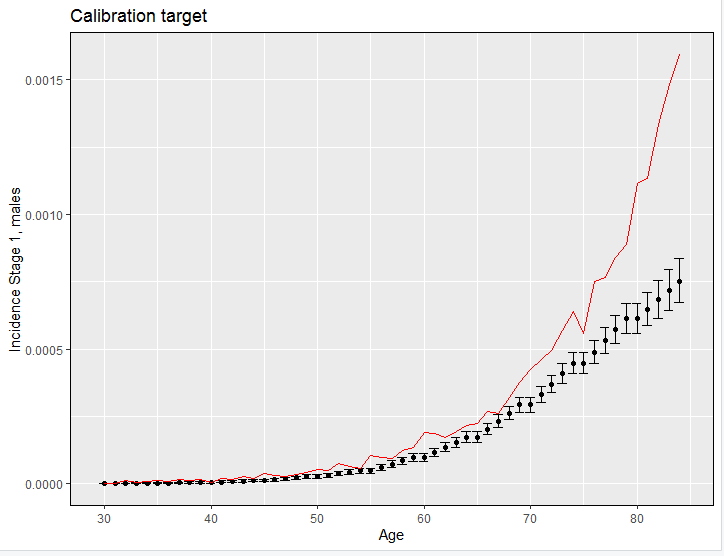 Calibration target
Incidence Stage 1, males
0.0015
0.0010
0.0005
0.0000
30 40 50 60 70 80
Age